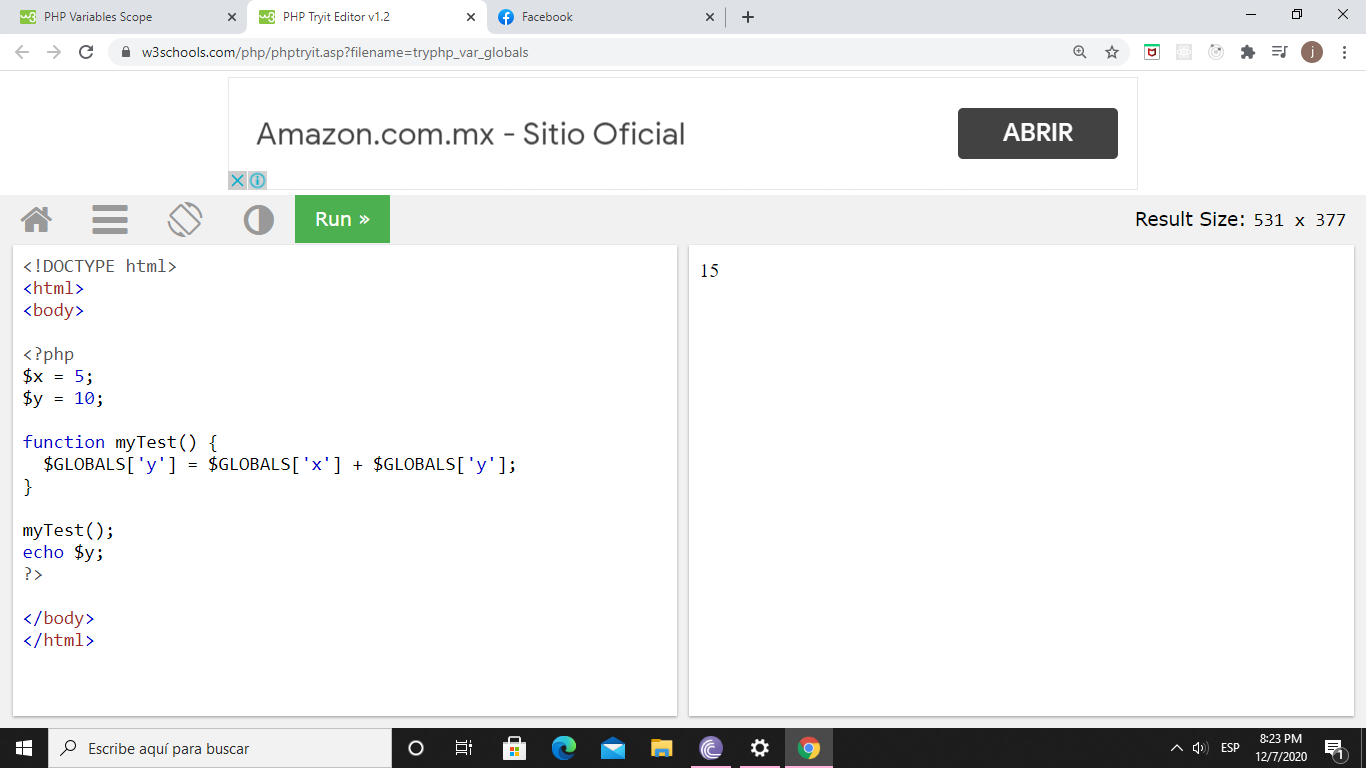 PHP Variables Scope
PHP Tryit Editor v1.2
Facebook
w3schools.com/php/phptryit.asp?filename=tryphp_var_globals
j
Amazon.com.mx - Sitio Oficial
ABRIR
Run »
Result Size: 531 x 377
<!DOCTYPE html>
<html>
<body>
<?php
$x = 5;
$y = 10;
function myTest() {
  $GLOBALS['y'] = $GLOBALS['x'] + $GLOBALS['y'];
}
myTest();
echo $y;
?>
</body>
</html>
15
Escribe aquí para buscar
ESP
8:23 PM
12/7/2020
1